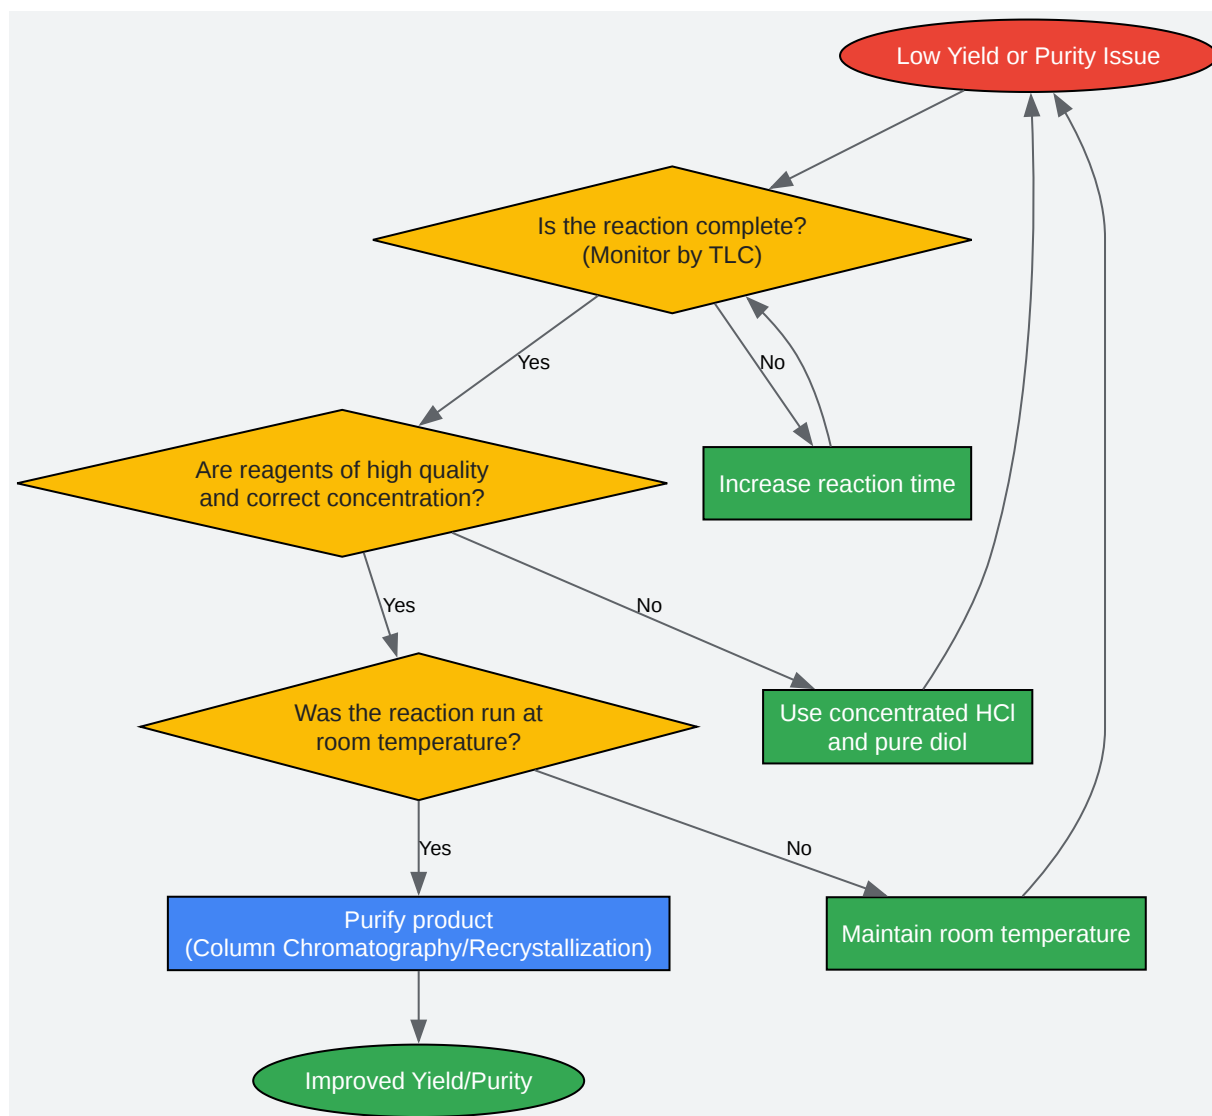 Low Yield or Purity Issue
Is the reaction complete?
(Monitor by TLC)
Yes
No
Are reagents of high quality
and correct concentration?
Increase reaction time
Yes
No
Was the reaction run at
room temperature?
Use concentrated HCl
and pure diol
Yes
No
Purify product
(Column Chromatography/Recrystallization)
Maintain room temperature
Improved Yield/Purity